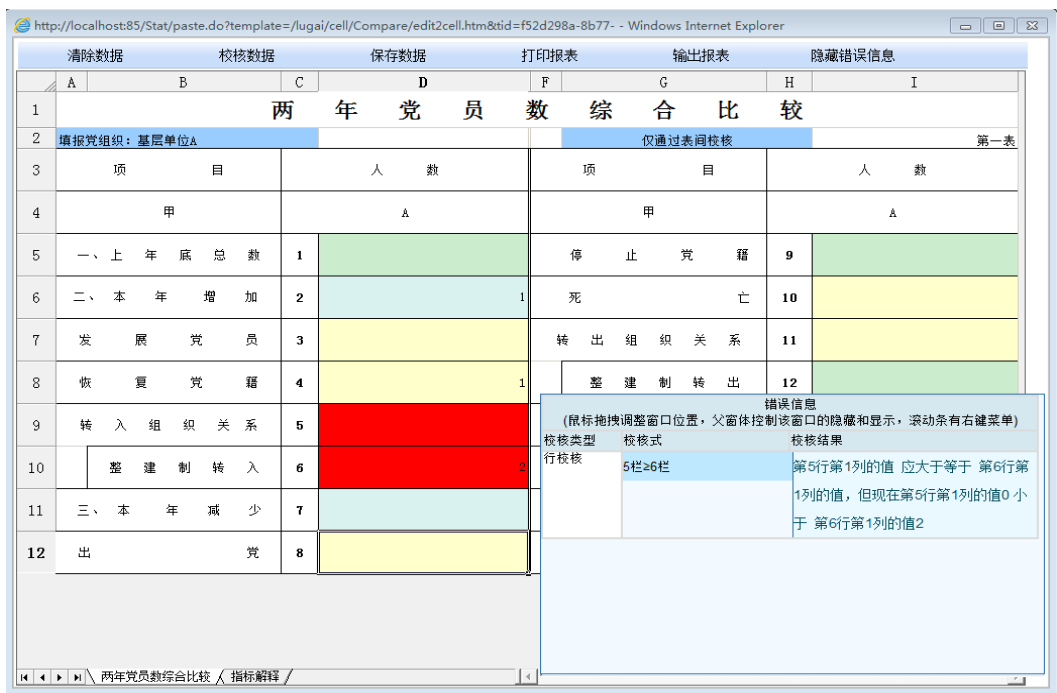 http://localhost:85/Stat/paste.do?template=/lugai/cell/Compare/edit2cell.htm&tid=f52d298a-8b77- - Windows Internet Explorer
清除数据 校核数据 保存数据 打印报表 输出报表 隐藏错误信息
A B C D F G H I
1 两年党员数综合比较
2 填报党组织：基层单位A 仅通过表间校核 第一表
3 项目 人数 项目 人数
4 甲 A 甲 A
5 一、上年底总数 1 停止党籍 9
6 二、本年增加 2 1 死亡 10
7 发展党员 3 转出组织关系 11
8 恢复党籍 4 1 整建制转出 12
9 转入组织关系 5
10 整建制转入 6 2
11 三、本年减少 7
12 出党 8
错误信息
(鼠标拖拽调整窗口位置，父窗体控制该窗口的隐藏和显示，滚动条有右键菜单)
校核类型 校核式 校核结果
行校核 5栏≥6栏 第5行第1列的值 应大于等于 第6行第
1列的值，但现在第5行第1列的值0 小
于 第6行第1列的值2
两年党员数综合比较 指标解释